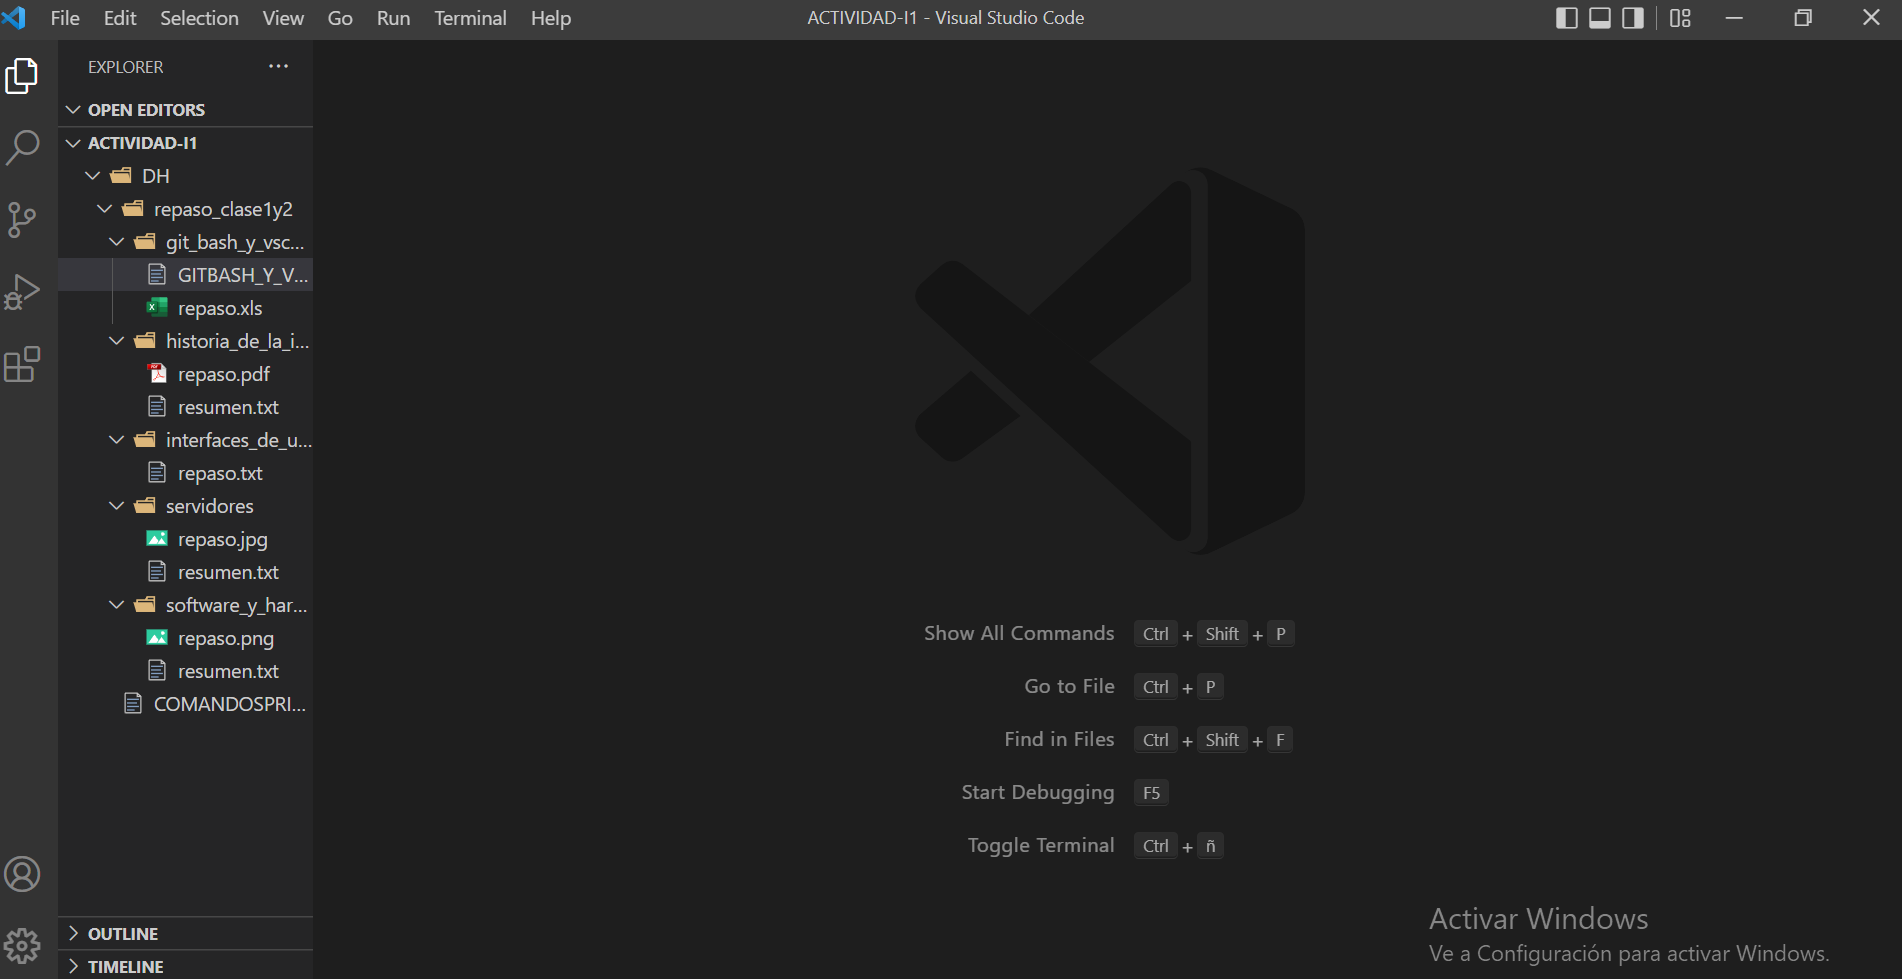 File Edit Selection View Go Run Terminal Help
ACTIVIDAD-I1 - Visual Studio Code
EXPLORER
OPEN EDITORS
ACTIVIDAD-I1
DH
repaso_clase1y2
git_bash_y_vsc...
GITBASH_Y_V...
repaso.xls
historia_de_la_i...
repaso.pdf
resumen.txt
interfaces_de_u...
repaso.txt
servidores
repaso.jpg
resumen.txt
software_y_har...
repaso.png
resumen.txt
COMANDOSPRI...
OUTLINE
TIMELINE
Show All Commands Ctrl + Shift + P
Go to File Ctrl + P
Find in Files Ctrl + Shift + F
Start Debugging F5
Toggle Terminal Ctrl + ñ
Activar Windows
Ve a Configuración para activar Windows.